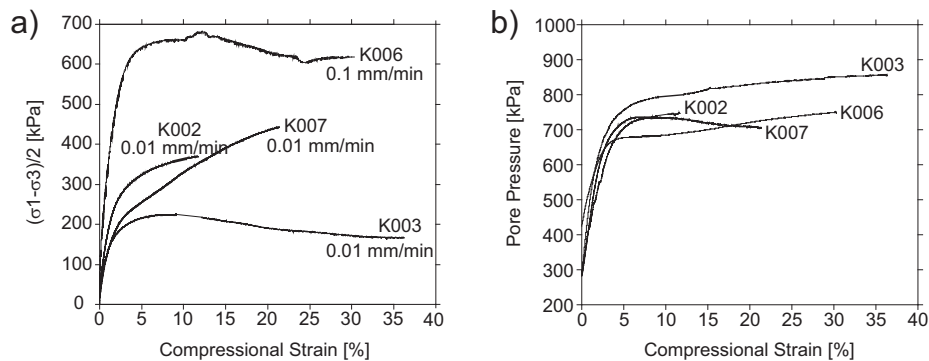 a)
(σ1-σ3)/2 [kPa]
700
600
500
400
300
200
100
0
K006
0.1 mm/min
K002
0.01 mm/min
K007
0.01 mm/min
K003
0.01 mm/min
0 5 10 15 20 25 30 35 40
Compressional Strain [%]
b)
Pore Pressure [kPa]
1000
900
800
700
600
500
400
300
200
K003
K002
K006
K007
0 5 10 15 20 25 30 35 40
Compressional Strain [%]